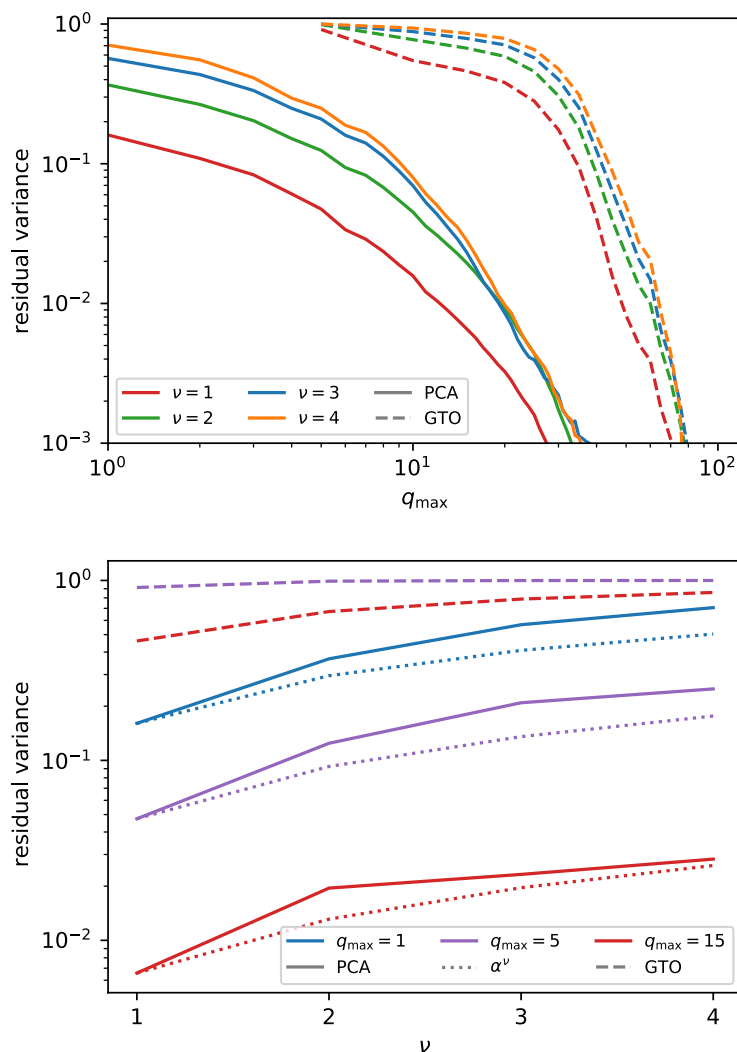 10⁰
10⁻¹
10⁻²
10⁻³
residual variance
ν = 1
ν = 3
PCA
ν = 2
ν = 4
GTO
10⁰
10¹
10²
q_max
10⁰
10⁻¹
10⁻²
residual variance
q_max = 1
q_max = 5
q_max = 15
PCA
α^ν
GTO
1
2
3
4
ν